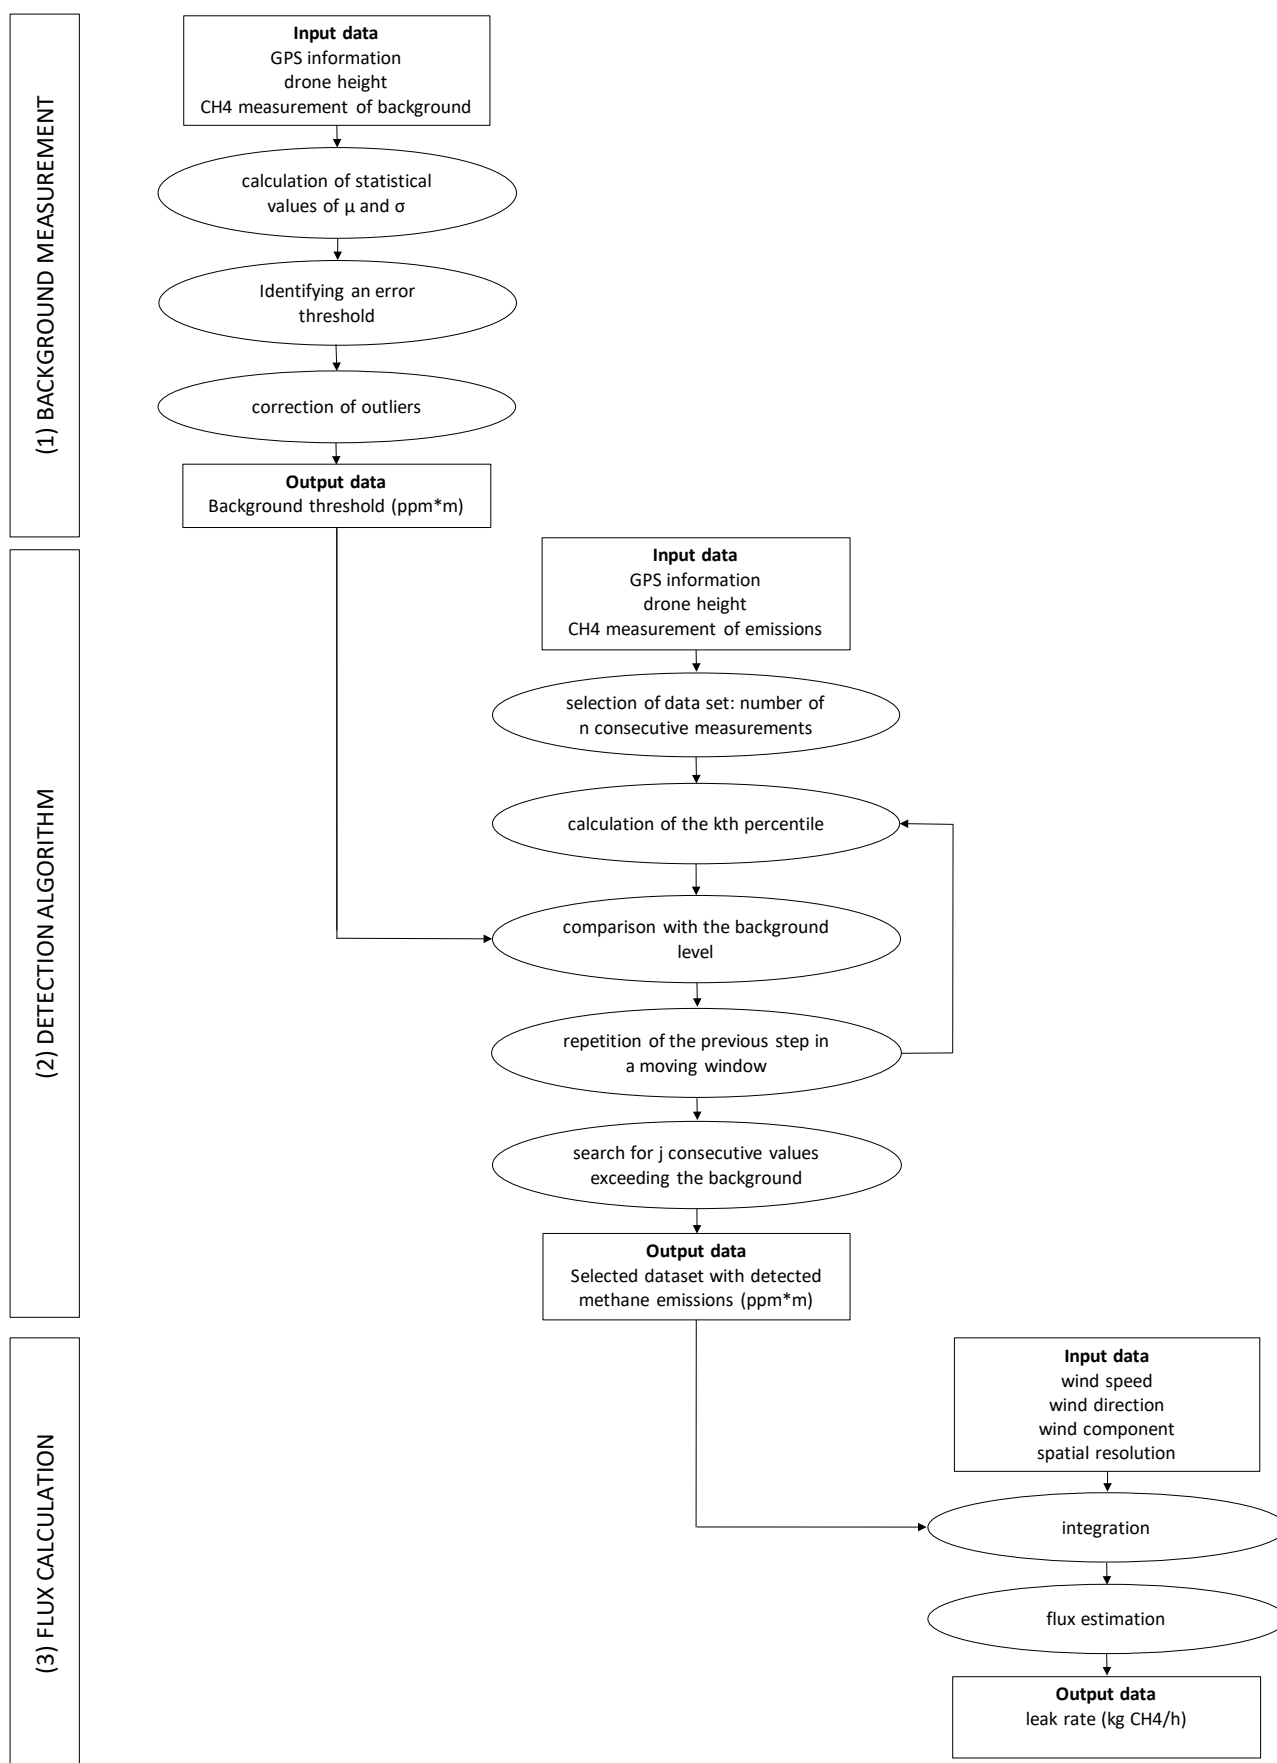 (1) BACKGROUND MEASUREMENT
Input data
GPS information
drone height
CH4 measurement of background
calculation of statistical
values of μ and σ
Identifying an error
threshold
correction of outliers
Output data
Background threshold (ppm*m)
(2) DETECTION ALGORITHM
Input data
GPS information
drone height
CH4 measurement of emissions
selection of data set: number of
n consecutive measurements
calculation of the kth percentile
comparison with the background
level
repetition of the previous step in
a moving window
search for j consecutive values
exceeding the background
Output data
Selected dataset with detected
methane emissions (ppm*m)
(3) FLUX CALCULATION
Input data
wind speed
wind direction
wind component
spatial resolution
integration
flux estimation
Output data
leak rate (kg CH4/h)